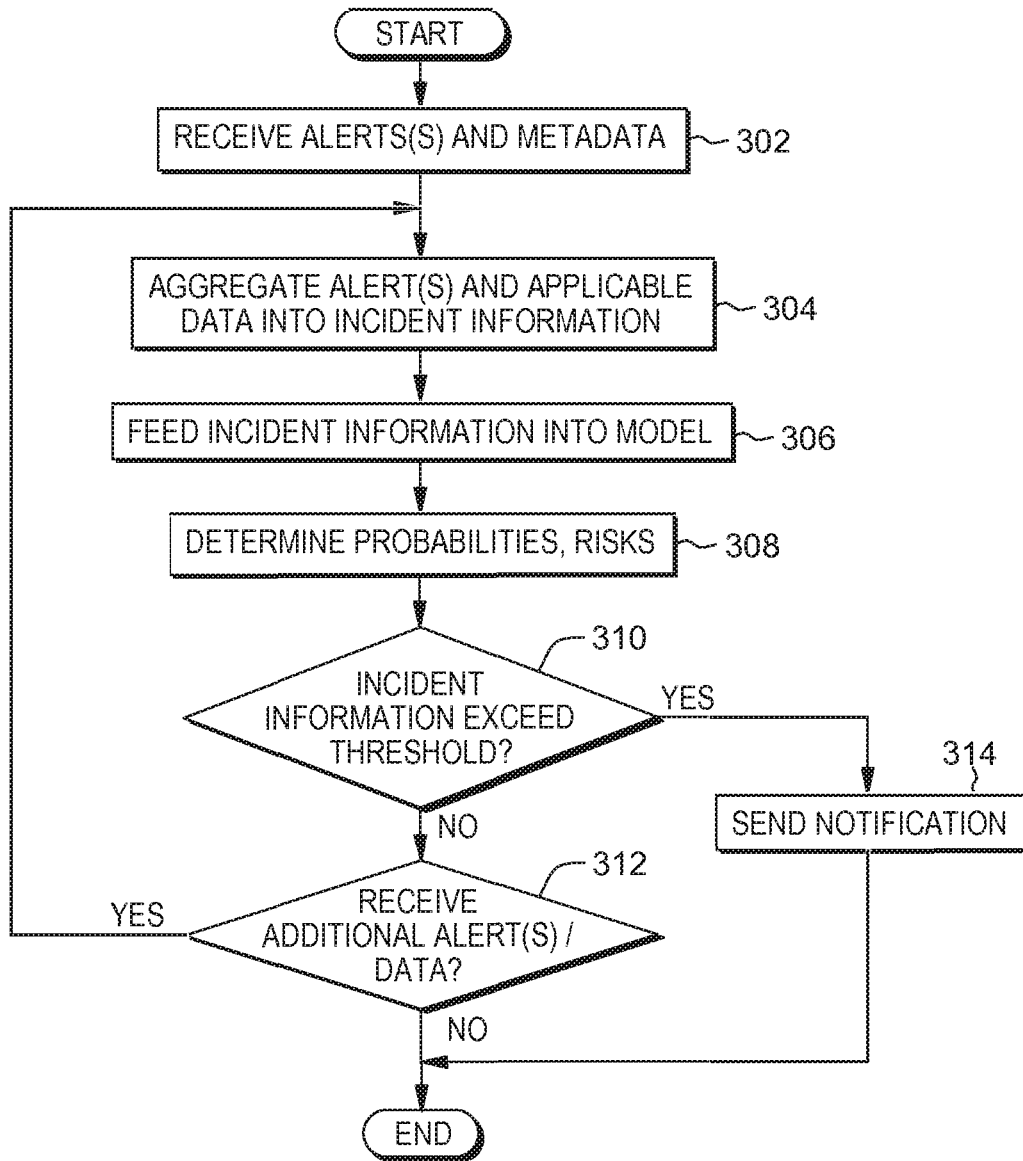 START
RECEIVE ALERTS(S) AND METADATA
302
AGGREGATE ALERT(S) AND APPLICABLE
DATA INTO INCIDENT INFORMATION
304
FEED INCIDENT INFORMATION INTO MODEL
306
DETERMINE PROBABILITIES, RISKS
308
310
INCIDENT
INFORMATION EXCEED
THRESHOLD?
YES
NO
314
SEND NOTIFICATION
312
RECEIVE
ADDITIONAL ALERT(S) /
DATA?
YES
NO
END